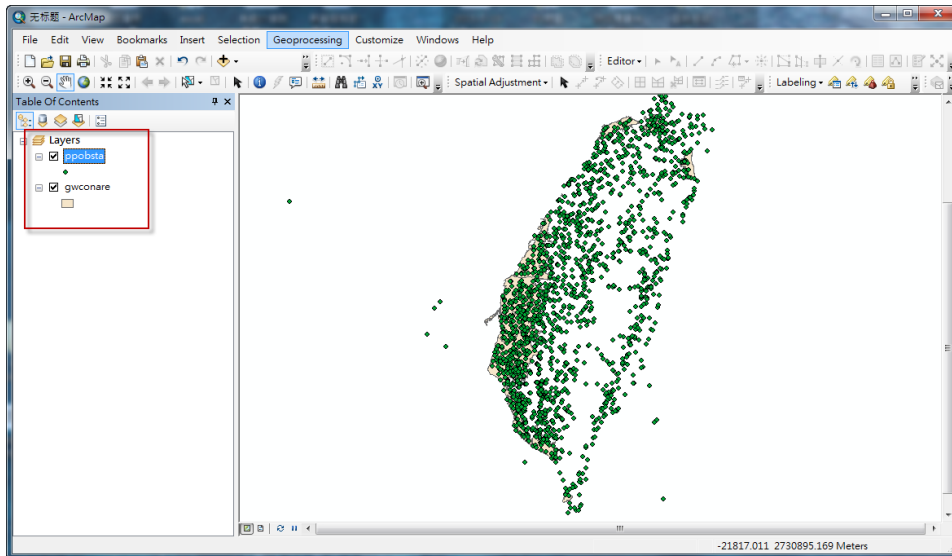 无标题 - ArcMap
File Edit View Bookmarks Insert Selection Geoprocessing Customize Windows Help
Editor
Spatial Adjustment Labeling
Table Of Contents
Layers
ppobsta
gwconare
-21817.011 2730895.169 Meters